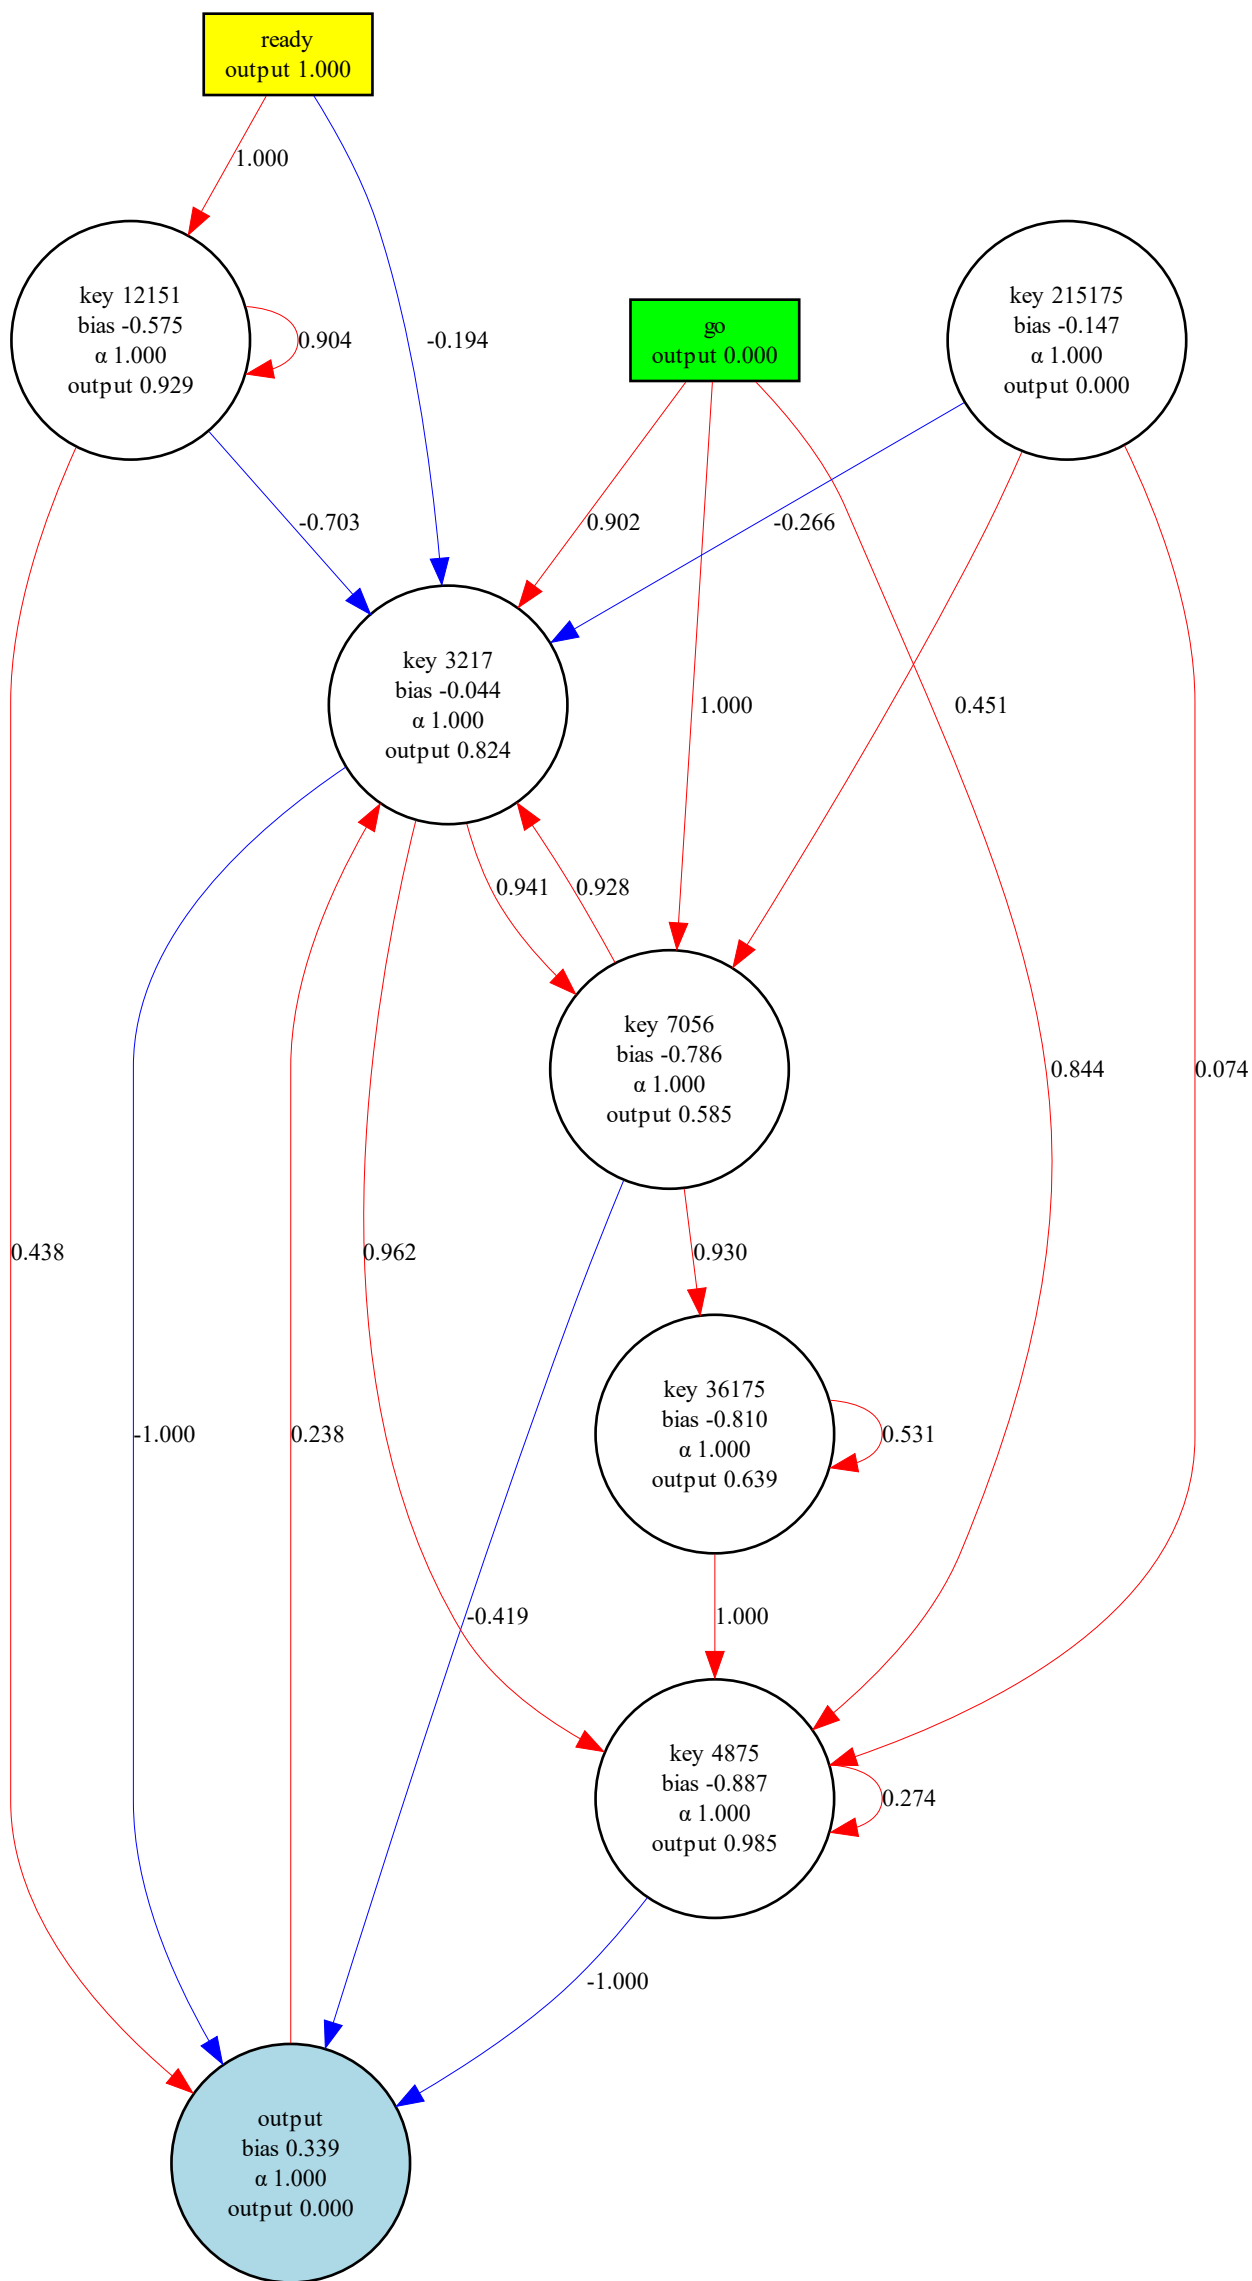 ready
output 1.000
1.000
key 12151
bias -0.575
α 1.000
output 0.929
0.904
-0.194
go
output 0.000
key 215175
bias -0.147
α 1.000
output 0.000
-0.703
0.902
-0.266
key 3217
bias -0.044
α 1.000
output 0.824
1.000
0.451
0.941
0.928
key 7056
bias -0.786
α 1.000
output 0.585
0.844
0.074
0.438
0.962
0.930
-1.000
0.238
key 36175
bias -0.810
α 1.000
output 0.639
0.531
-0.419
1.000
key 4875
bias -0.887
α 1.000
output 0.985
0.274
-1.000
output
bias 0.339
α 1.000
output 0.000